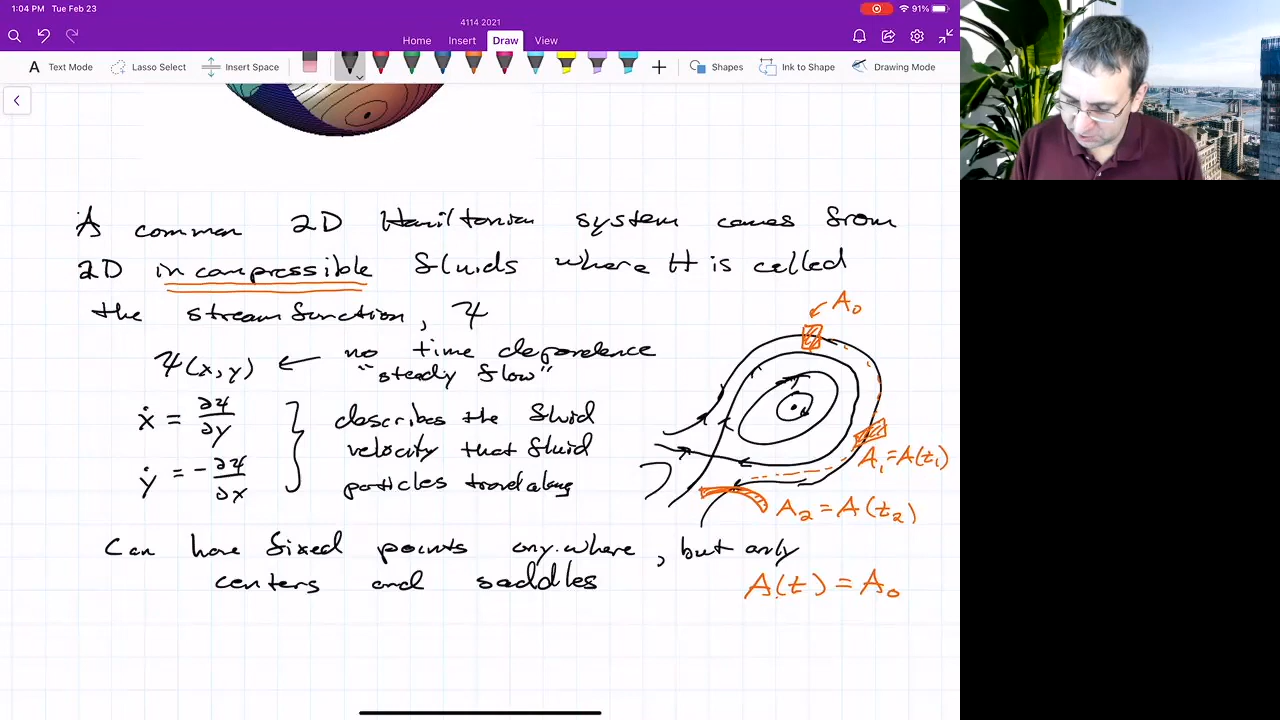 1:04 PM Tue Feb 23
91%
4114 2021
Home Insert Draw View
Text Mode Lasso Select Insert Space Shapes Ink to Shape Drawing Mode
A common 2D Hamiltonian system comes from
2D incompressible fluids where H is called
the streamfunction, ψ
ψ(x,y) ← no time dependence
"steady flow"
ẋ = ∂ψ/∂y
ẏ = -∂ψ/∂x
describes the fluid
velocity that fluid
particles travel along
A₀
A₁ = A(t₁)
A₂ = A(t₂)
Can have fixed points anywhere, but only
centers and saddles
A(t) = A₀